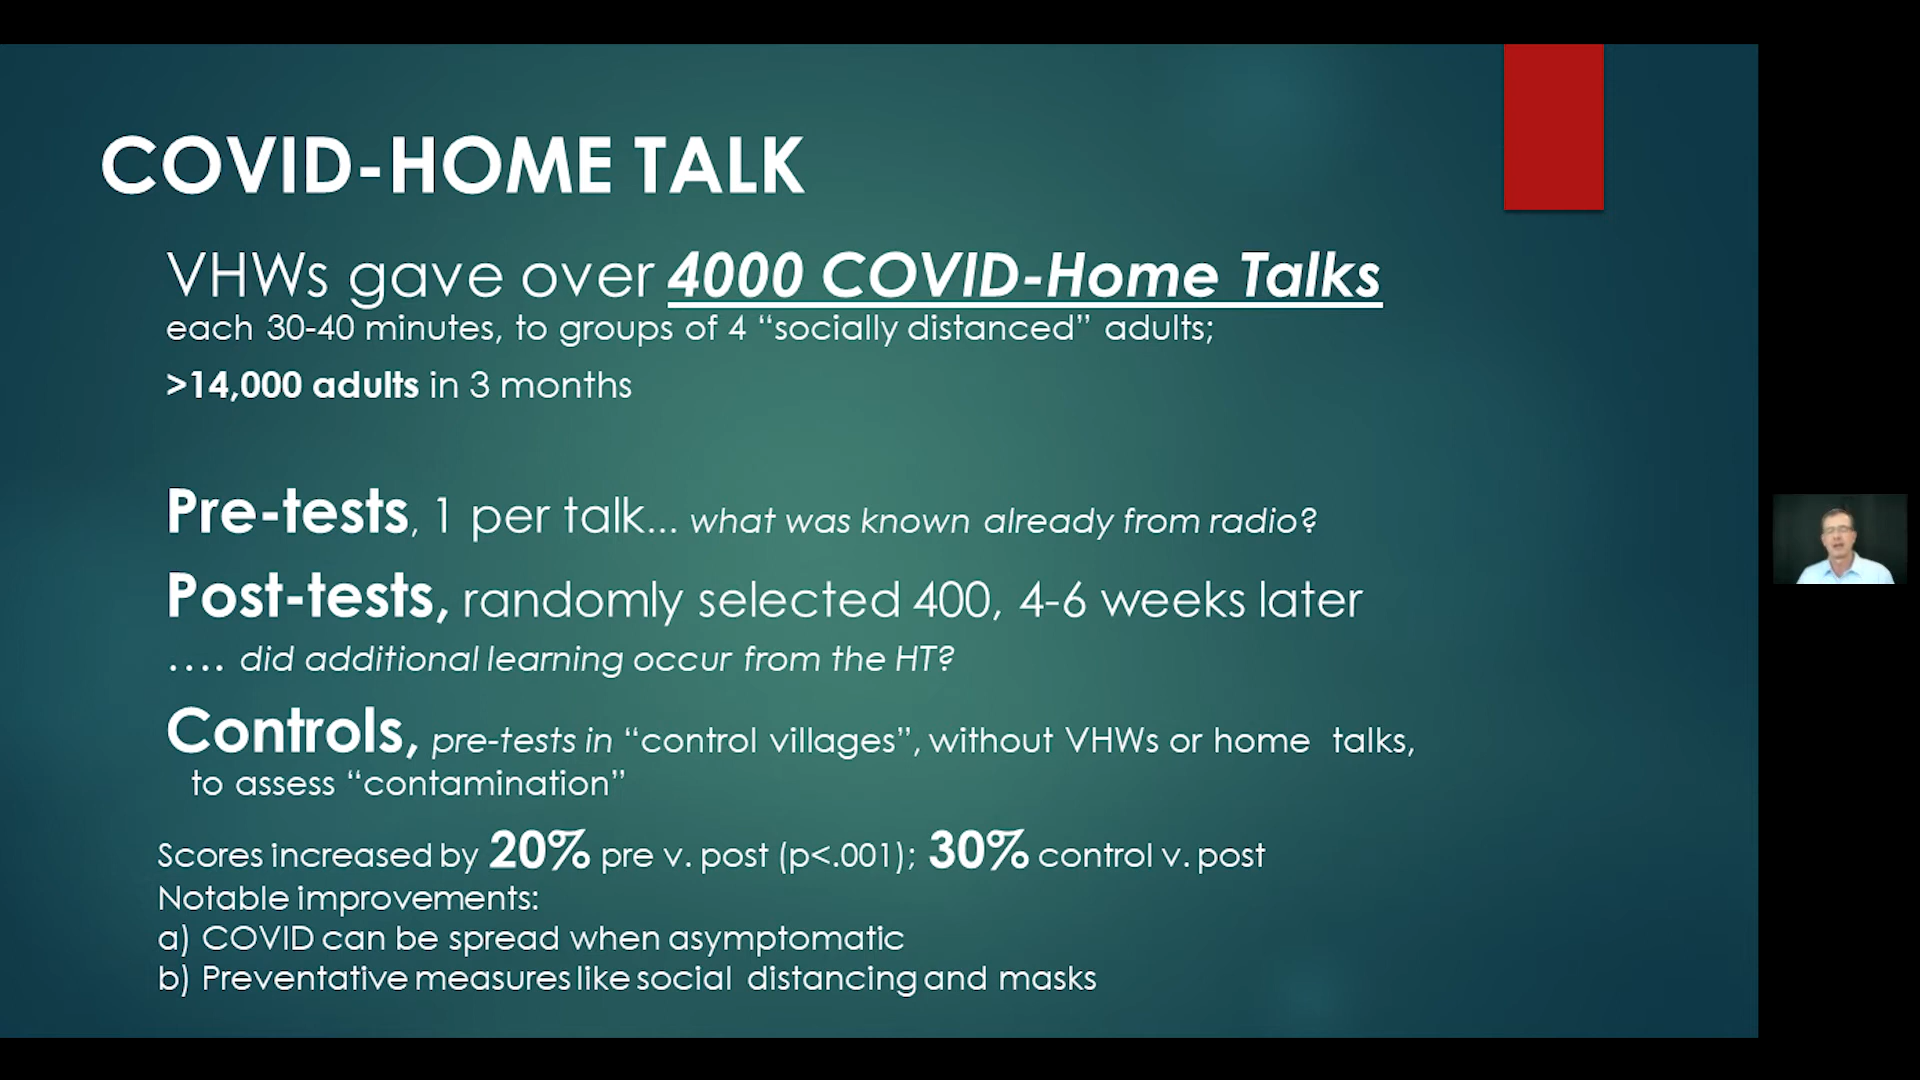 COVID-HOME TALK
VHWs gave over 4000 COVID-Home Talks
each 30-40 minutes, to groups of 4 “socially distanced” adults;
>14,000 adults in 3 months
Pre-tests, 1 per talk... what was known already from radio?
Post-tests, randomly selected 400, 4-6 weeks later
.... did additional learning occur from the HT?
Controls, pre-tests in “control villages”, without VHWs or home talks,
to assess “contamination”
Scores increased by 20% pre v. post (p<.001); 30% control v. post
Notable improvements:
a) COVID can be spread when asymptomatic
b) Preventative measures like social distancing and masks